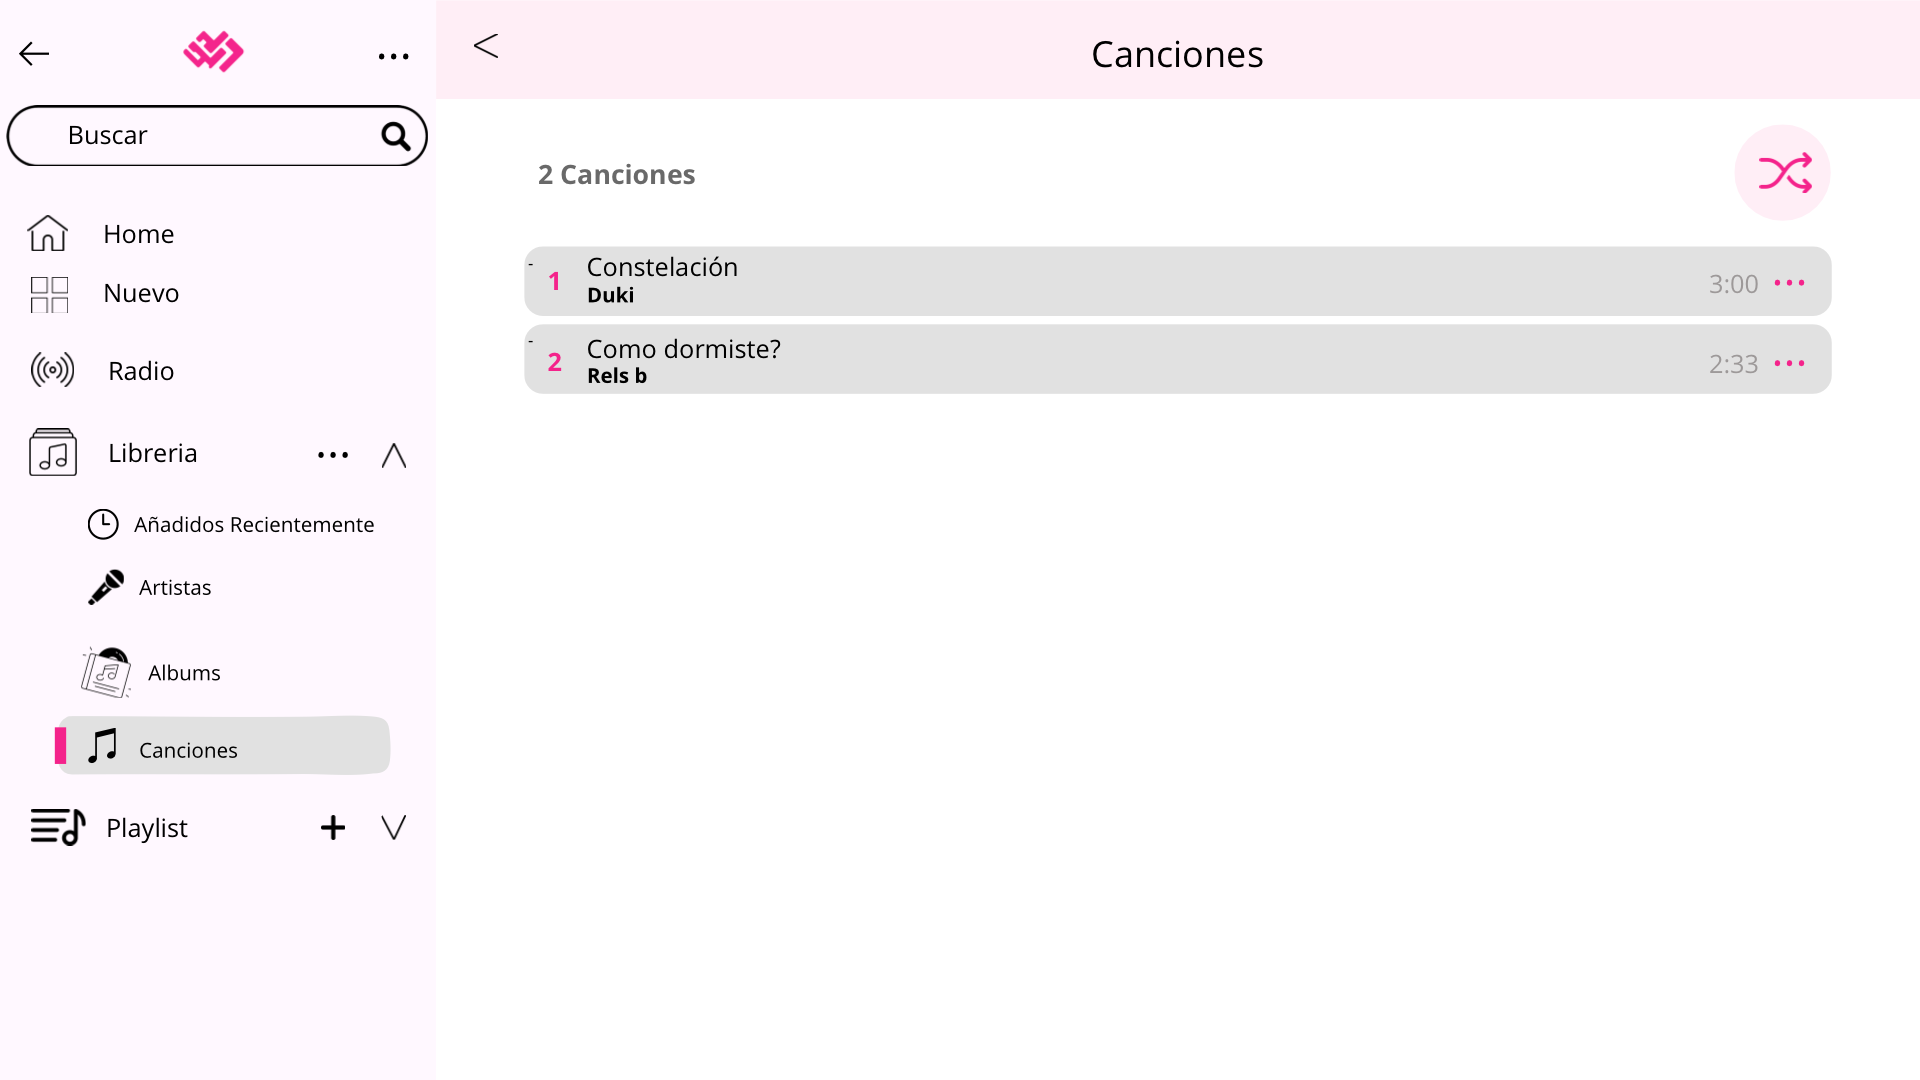 Buscar
Home
Nuevo
Radio
Libreria
Añadidos Recientemente
Artistas
Albums
Canciones
Playlist
Canciones
2 Canciones
- 1 Constelación
Duki
3:00
- 2 Como dormiste?
Rels b
2:33